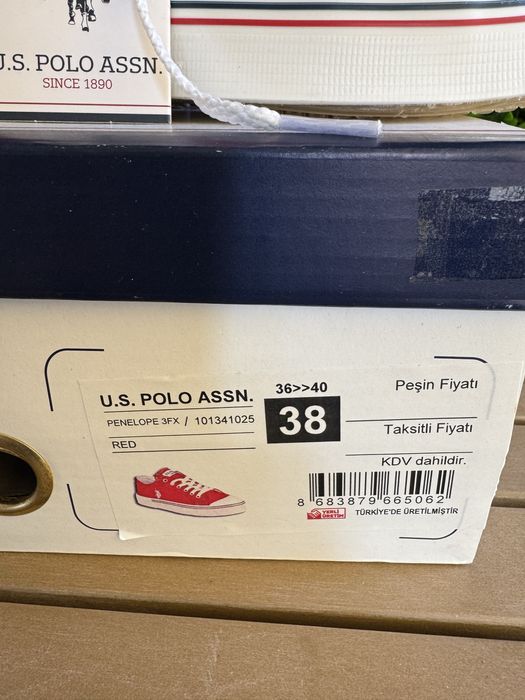 U.S. POLO ASSN.
SINCE 1890
U.S. POLO ASSN.
36>>40
Peşin Fiyatı
PENELOPE 3FX / 101341025
38
Taksitli Fiyatı
RED
KDV dahildir.
8 683879 665062
YERLİ
ÜRETİM
TÜRKİYE'DE ÜRETİLMİŞTİR